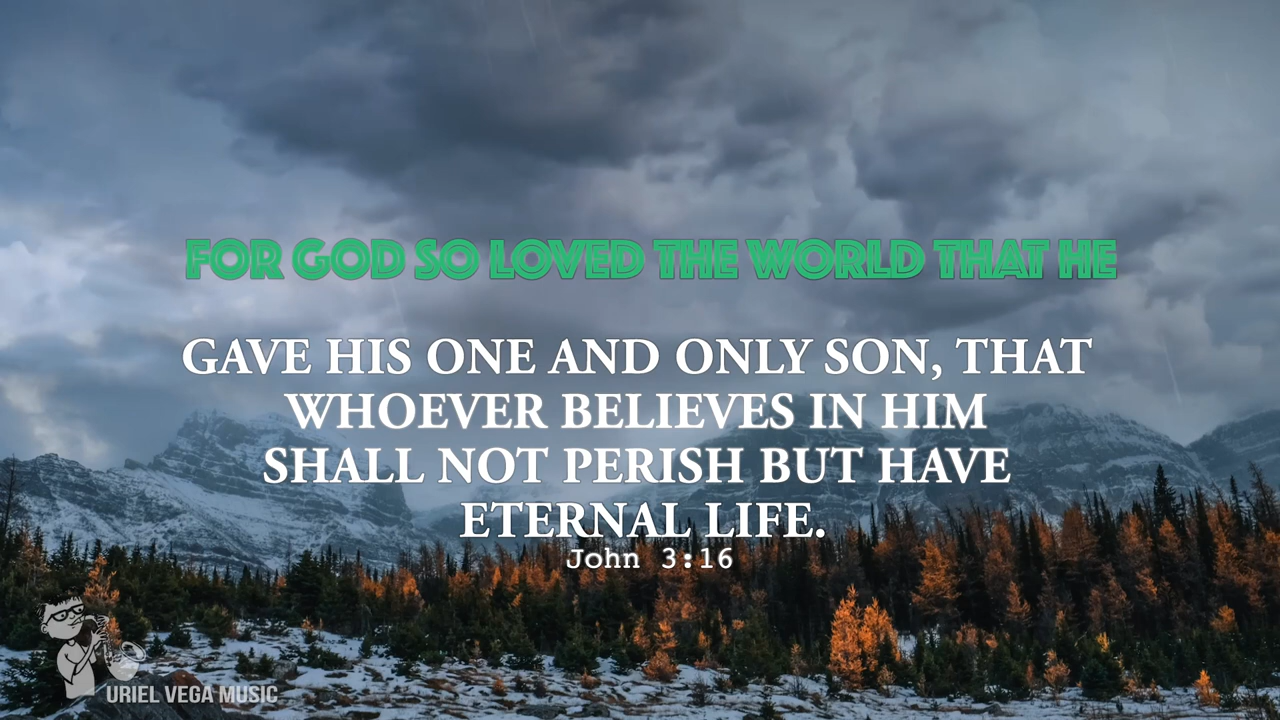 FOR GOD SO LOVED THE WORLD THAT HE
GAVE HIS ONE AND ONLY SON, THAT
WHOEVER BELIEVES IN HIM
SHALL NOT PERISH BUT HAVE
ETERNAL LIFE.
John 3:16
URIEL VEGA MUSIC